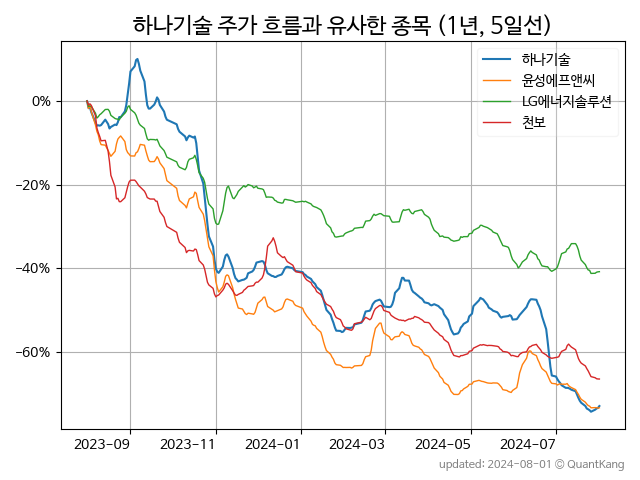 하나기술 주가 흐름과 유사한 종목 (1년, 5일선)
하나기술
윤성에프앤씨
LG에너지솔루션
천보
0%
−20%
−40%
−60%
2023−09 2023−11 2024−01 2024−03 2024−05 2024−07
updated: 2024-08-01 © QuantKang